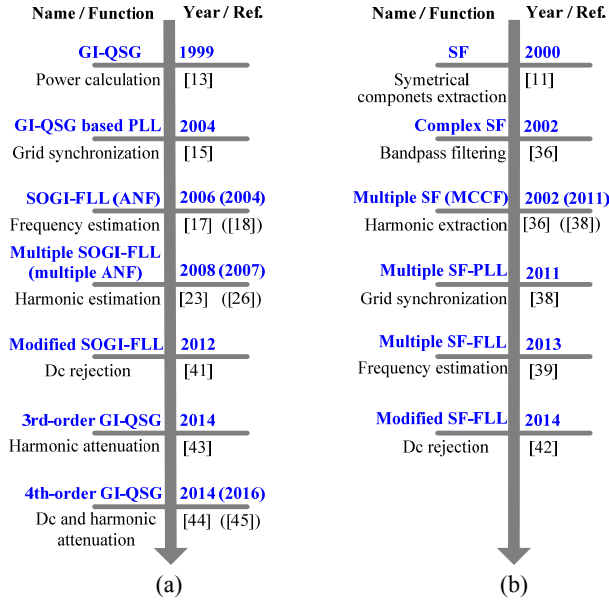 Name / Function Year / Ref.
GI-QSG 1999
Power calculation [13]
GI-QSG based PLL 2004
Grid synchronization [15]
SOGI-FLL (ANF) 2006 (2004)
Frequency estimation [17] ([18])
Multiple SOGI-FLL
(multiple ANF) 2008 (2007)
Harmonic estimation [23] ([26])
Modified SOGI-FLL 2012
Dc rejection [41]
3rd-order GI-QSG 2014
Harmonic attenuation [43]
4th-order GI-QSG 2014 (2016)
Dc and harmonic
attenuation [44] ([45])
(a)
Name / Function Year / Ref.
SF 2000
Symetrical
componets extraction [11]
Complex SF 2002
Bandpass filtering [36]
Multiple SF (MCCF) 2002 (2011)
Harmonic extraction [36] ([38])
Multiple SF-PLL 2011
Grid synchronization [38]
Multiple SF-FLL 2013
Frequency estimation [39]
Modified SF-FLL 2014
Dc rejection [42]
(b)